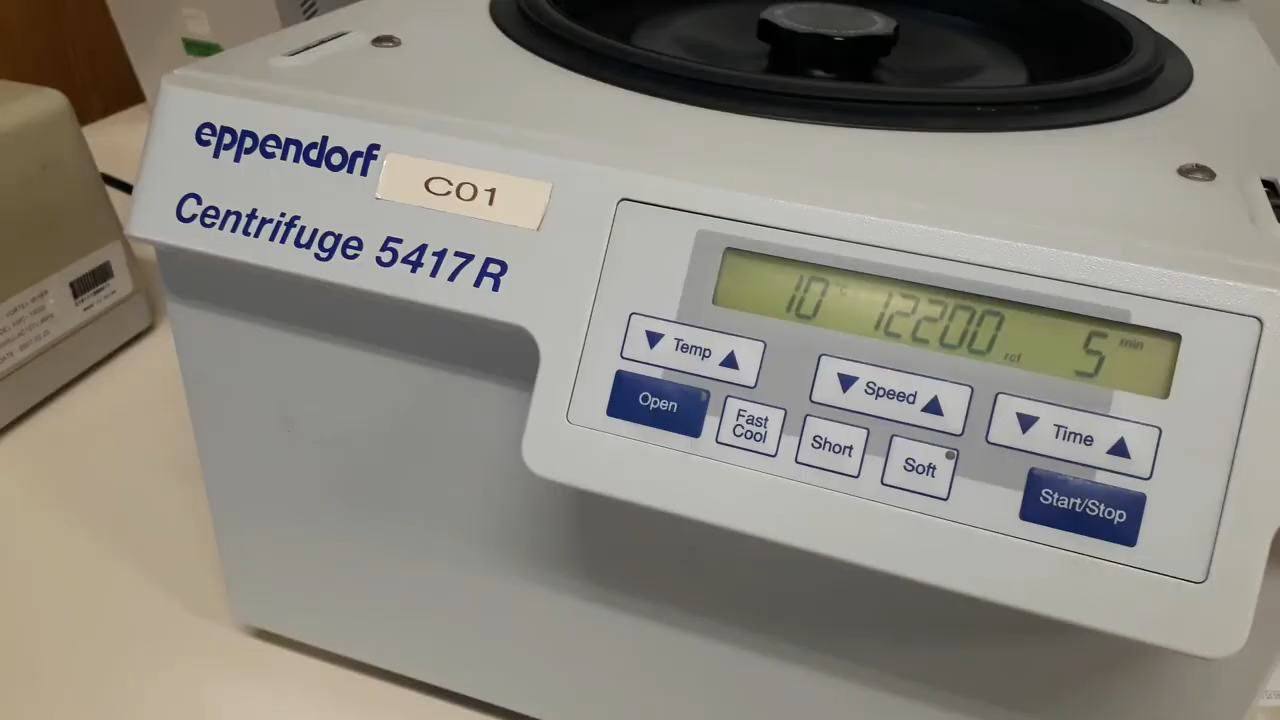 eppendorf
C01
Centrifuge 5417R
10 °C 12200 rcf 5 min
Temp
Speed
Time
Open
Fast
Cool
Short
Soft
Start/Stop